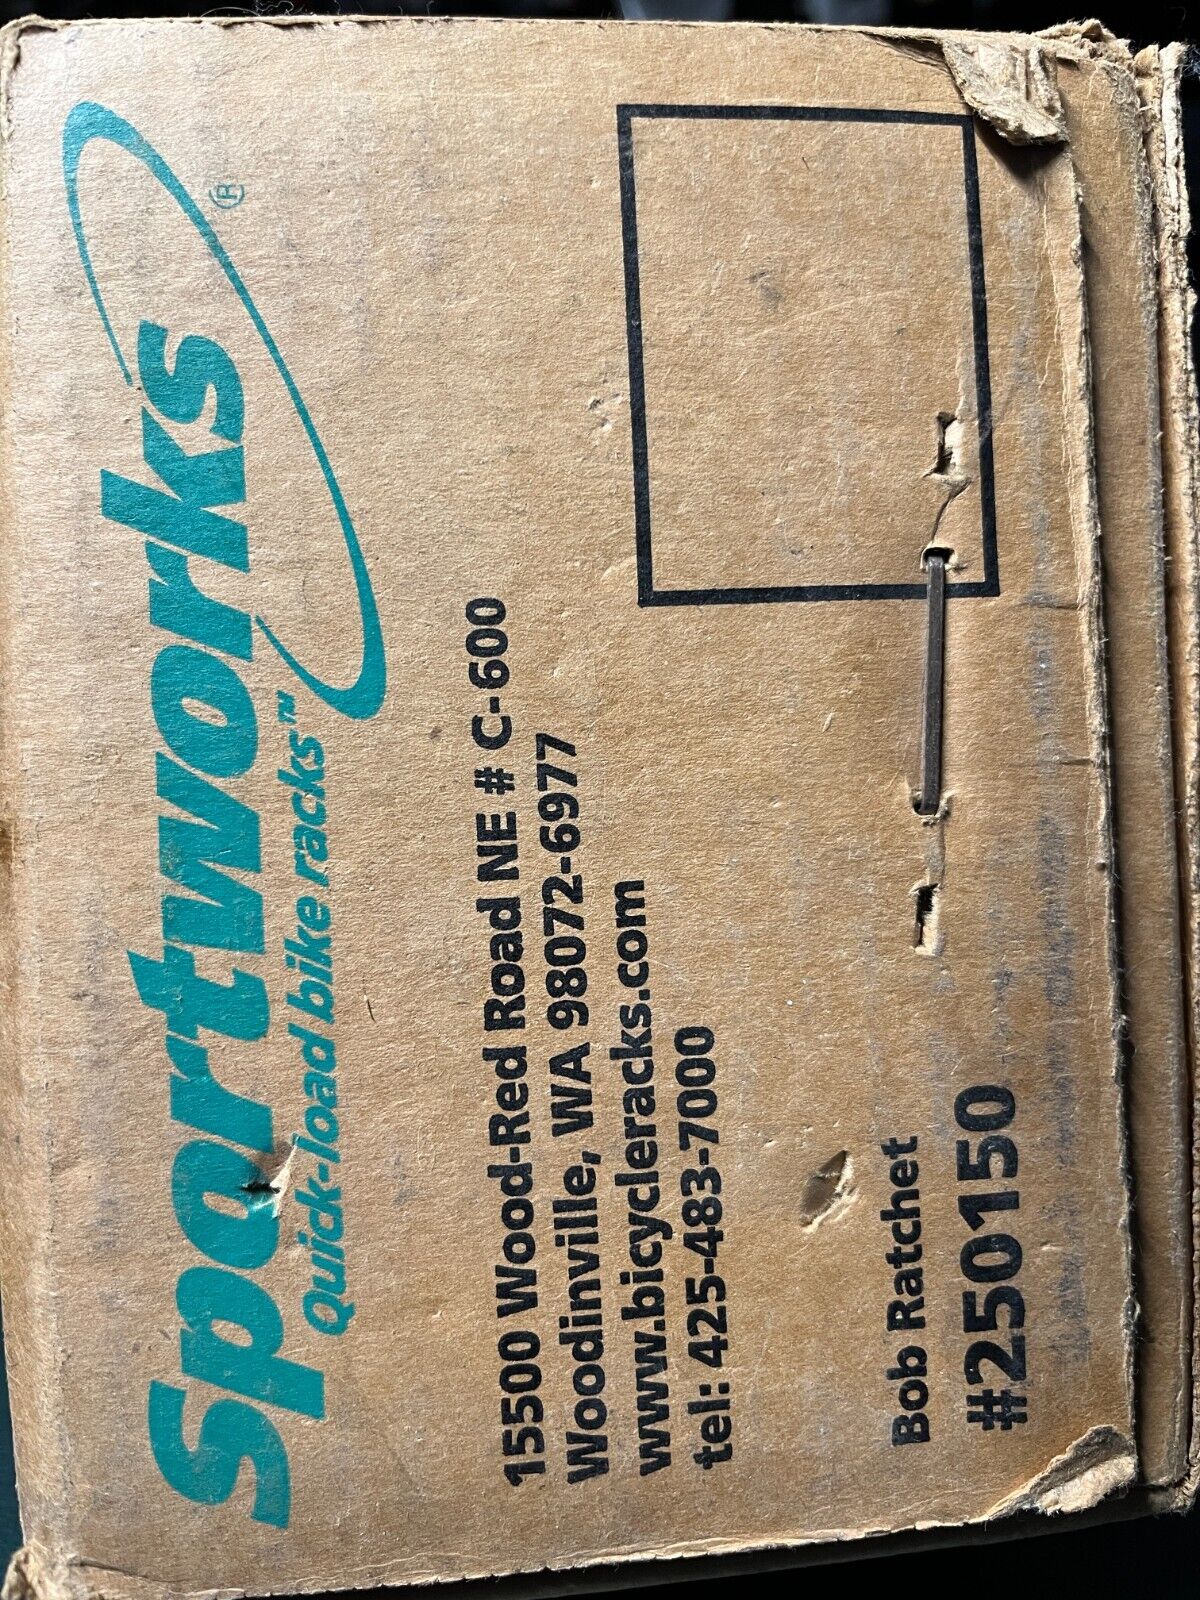 Sportworks®
Quick-load bike racks™
15500 Wood-Red Road NE # C-600
Woodinville, WA 98072-6977
www.bicycleracks.com
tel: 425-483-7000
Bob Ratchet
#250150